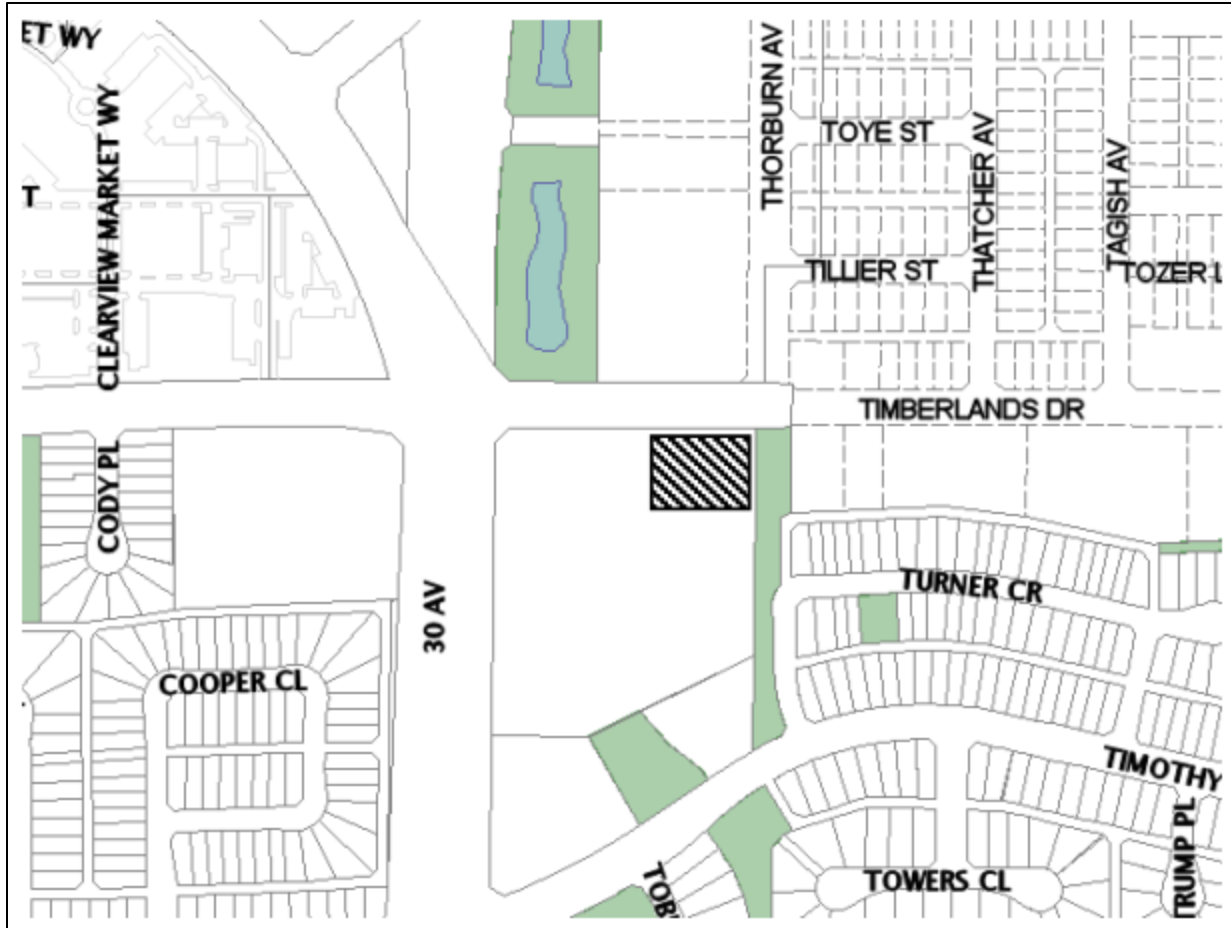 ET WY
CLEARVIEW MARKET WY
T
THORBURN AV
TOYE ST
THATCHER AV
TAGISH AV
TILLIER ST
TOZER L
TIMBERLANDS DR
CODY PL
30 AV
TURNER CR
COOPER CL
TIMOTHY
TRUMP PL
TOWERS CL